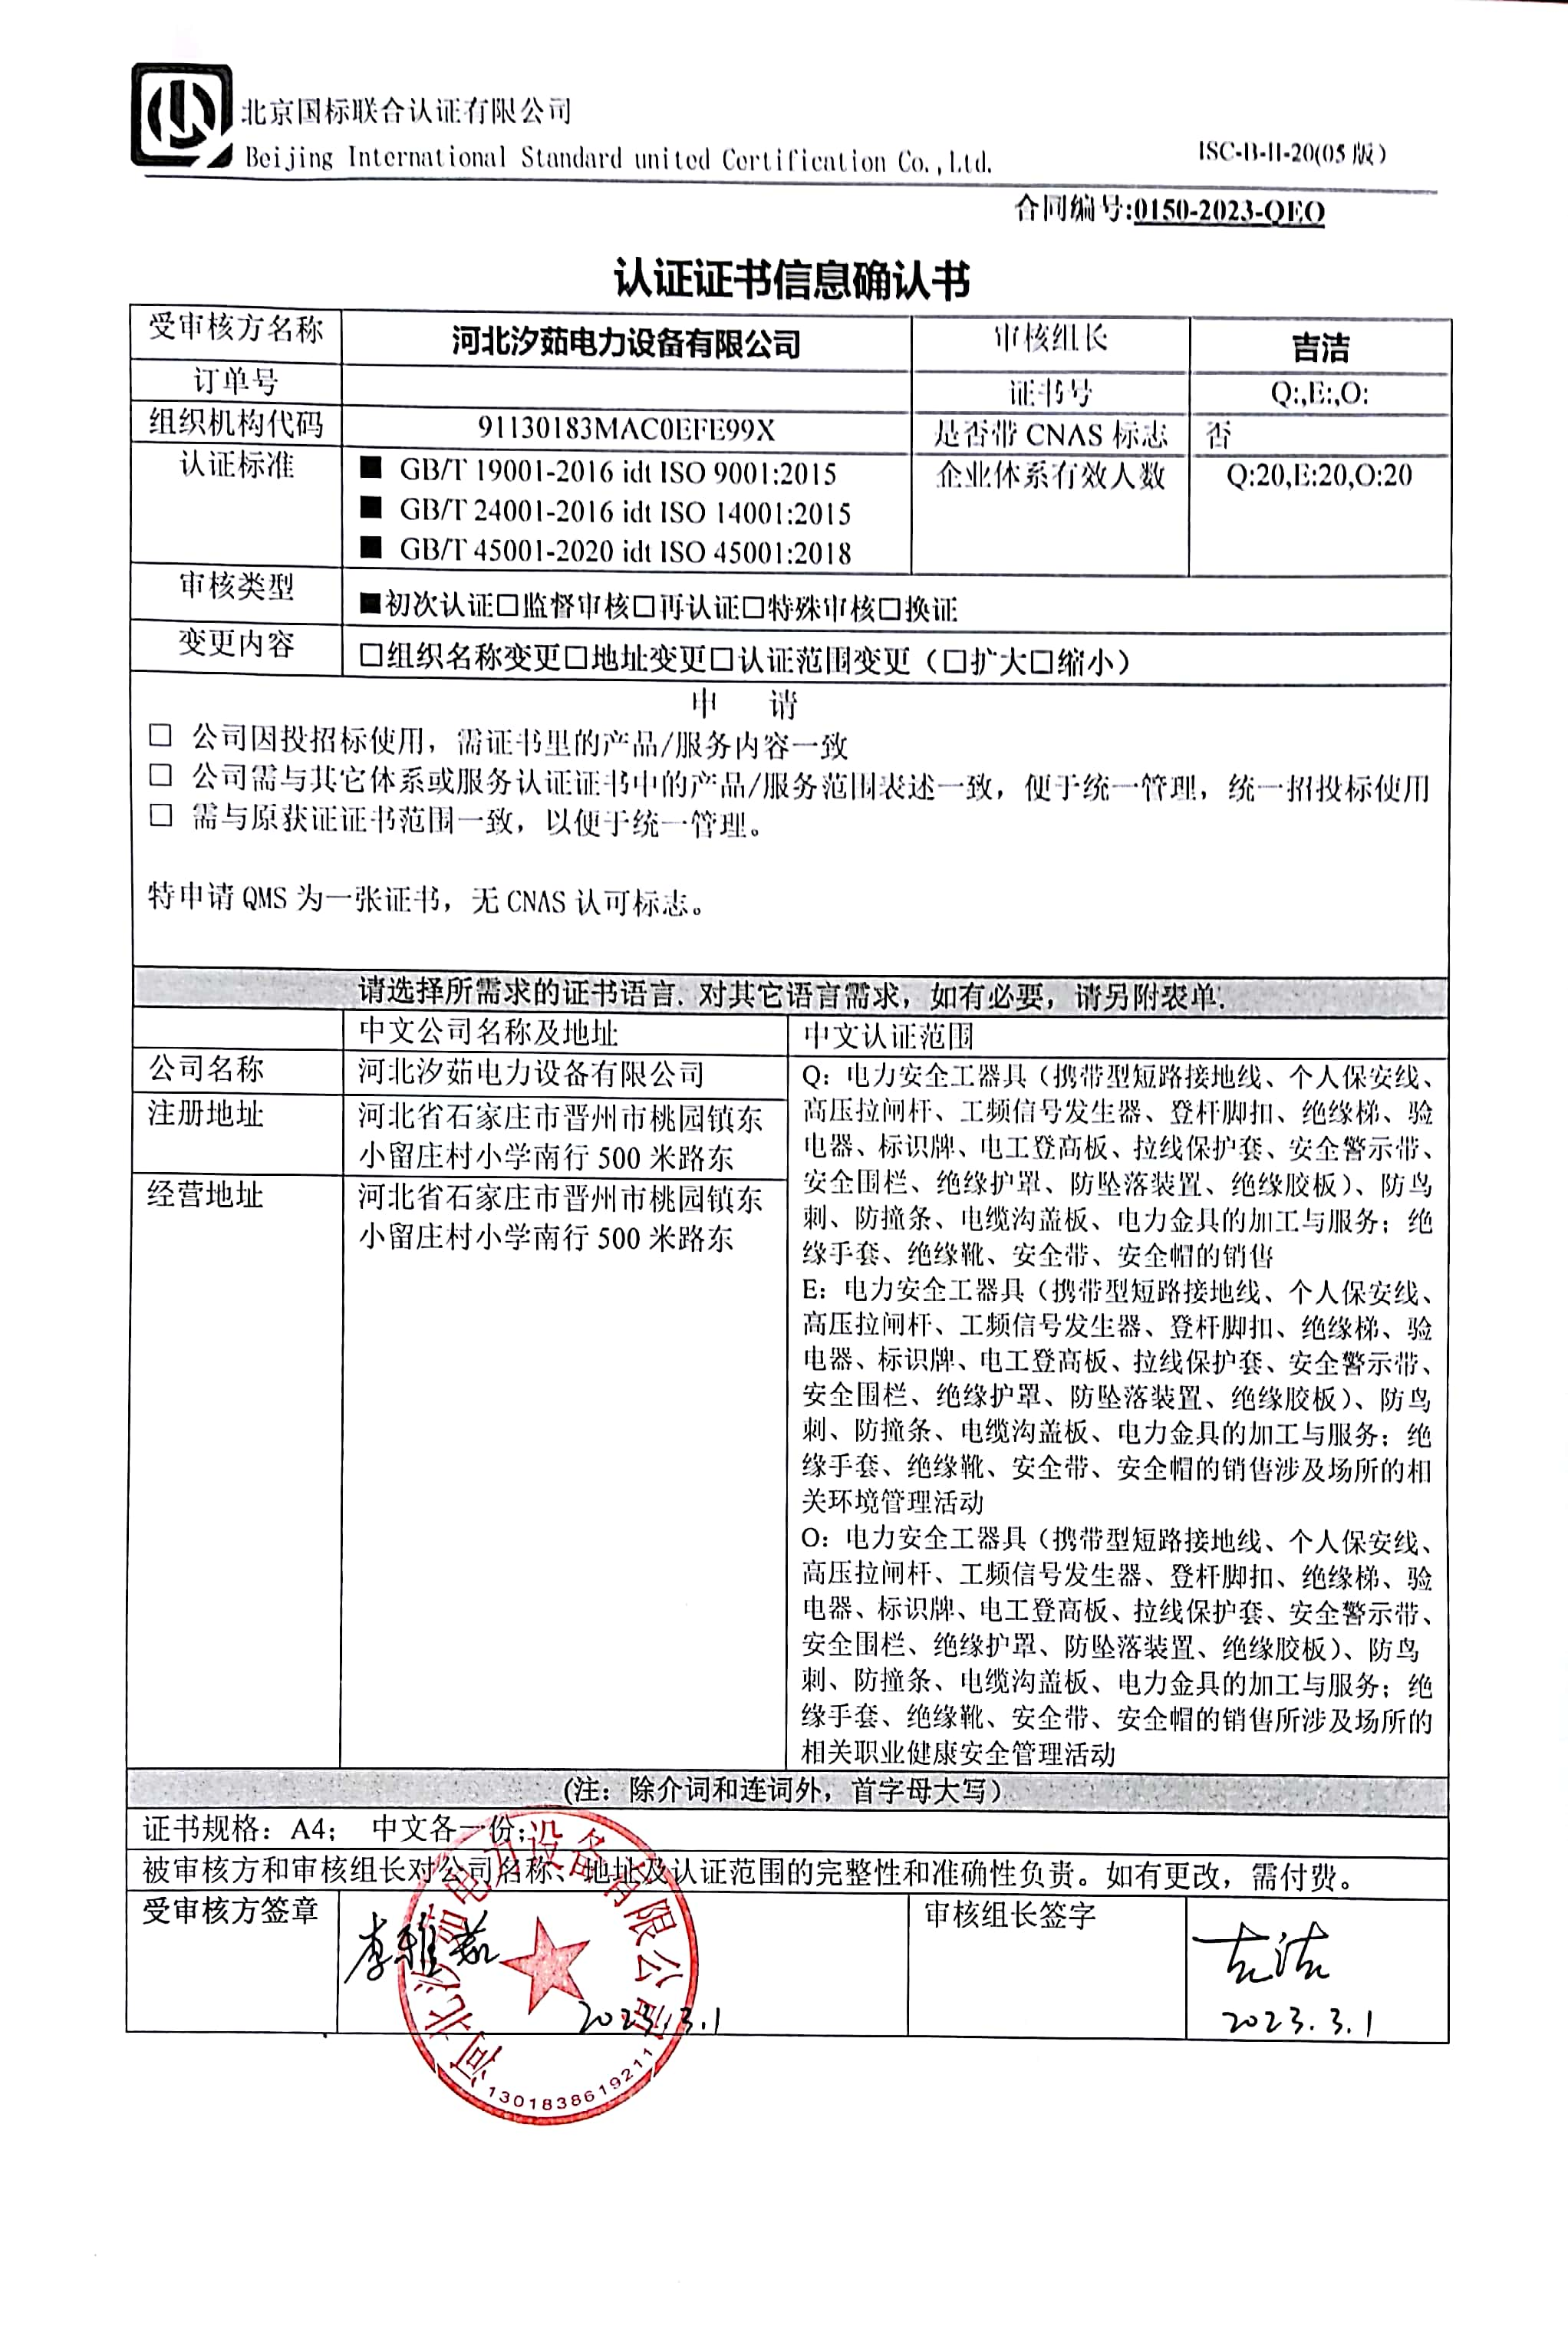 北京国标联合认证有限公司
Beijing International Standard united Certification Co.,Ltd.
ISC-B-II-20(05版)
合同编号:0150-2023-QEO
认证证书信息确认书
受审核方名称 河北汐茹电力设备有限公司 审核组长 吉洁
订单号 证书号 Q:,E:,O:
组织机构代码 91130183MAC0EFE99X 是否带 CNAS 标志 否
认证标准 ■ GB/T 19001-2016 idt ISO 9001:2015 企业体系有效人数 Q:20,E:20,O:20
■ GB/T 24001-2016 idt ISO 14001:2015
■ GB/T 45001-2020 idt ISO 45001:2018
审核类型 ■初次认证□监督审核□再认证□特殊审核□换证
变更内容 □组织名称变更□地址变更□认证范围变更（□扩大□缩小）
申 请
□ 公司因投招标使用，需证书里的产品/服务内容一致
□ 公司需与其它体系或服务认证证书中的产品/服务范围表述一致，便于统一管理，统一招投标使用
□ 需与原获证证书范围一致，以便于统一管理。
特申请 QMS 为一张证书，无 CNAS 认可标志。
请选择所需求的证书语言. 对其它语言需求，如有必要，请另附表单.
中文公司名称及地址 中文认证范围
公司名称 河北汐茹电力设备有限公司
注册地址 河北省石家庄市晋州市桃园镇东
小留庄村小学南行 500 米路东
经营地址 河北省石家庄市晋州市桃园镇东
小留庄村小学南行 500 米路东
Q：电力安全工器具（携带型短路接地线、个人保安线、
高压拉闸杆、工频信号发生器、登杆脚扣、绝缘梯、验
电器、标识牌、电工登高板、拉线保护套、安全警示带、
安全围栏、绝缘护罩、防坠落装置、绝缘胶板）、防鸟
刺、防撞条、电缆沟盖板、电力金具的加工与服务；绝
缘手套、绝缘靴、安全带、安全帽的销售
E：电力安全工器具（携带型短路接地线、个人保安线、
高压拉闸杆、工频信号发生器、登杆脚扣、绝缘梯、验
电器、标识牌、电工登高板、拉线保护套、安全警示带、
安全围栏、绝缘护罩、防坠落装置、绝缘胶板）、防鸟
刺、防撞条、电缆沟盖板、电力金具的加工与服务；绝
缘手套、绝缘靴、安全带、安全帽的销售涉及场所的相
关环境管理活动
O：电力安全工器具（携带型短路接地线、个人保安线、
高压拉闸杆、工频信号发生器、登杆脚扣、绝缘梯、验
电器、标识牌、电工登高板、拉线保护套、安全警示带、
安全围栏、绝缘护罩、防坠落装置、绝缘胶板）、防鸟
刺、防撞条、电缆沟盖板、电力金具的加工与服务；绝
缘手套、绝缘靴、安全带、安全帽的销售所涉及场所的
相关职业健康安全管理活动
(注：除介词和连词外，首字母大写）
证书规格：A4； 中文各一份；
被审核方和审核组长对公司名称、地址及认证范围的完整性和准确性负责。如有更改，需付费。
受审核方签章 李雅茹 审核组长签字 吉洁
2023.3.1 2023.3.1
河北汐茹电力设备有限公司
1301838619211